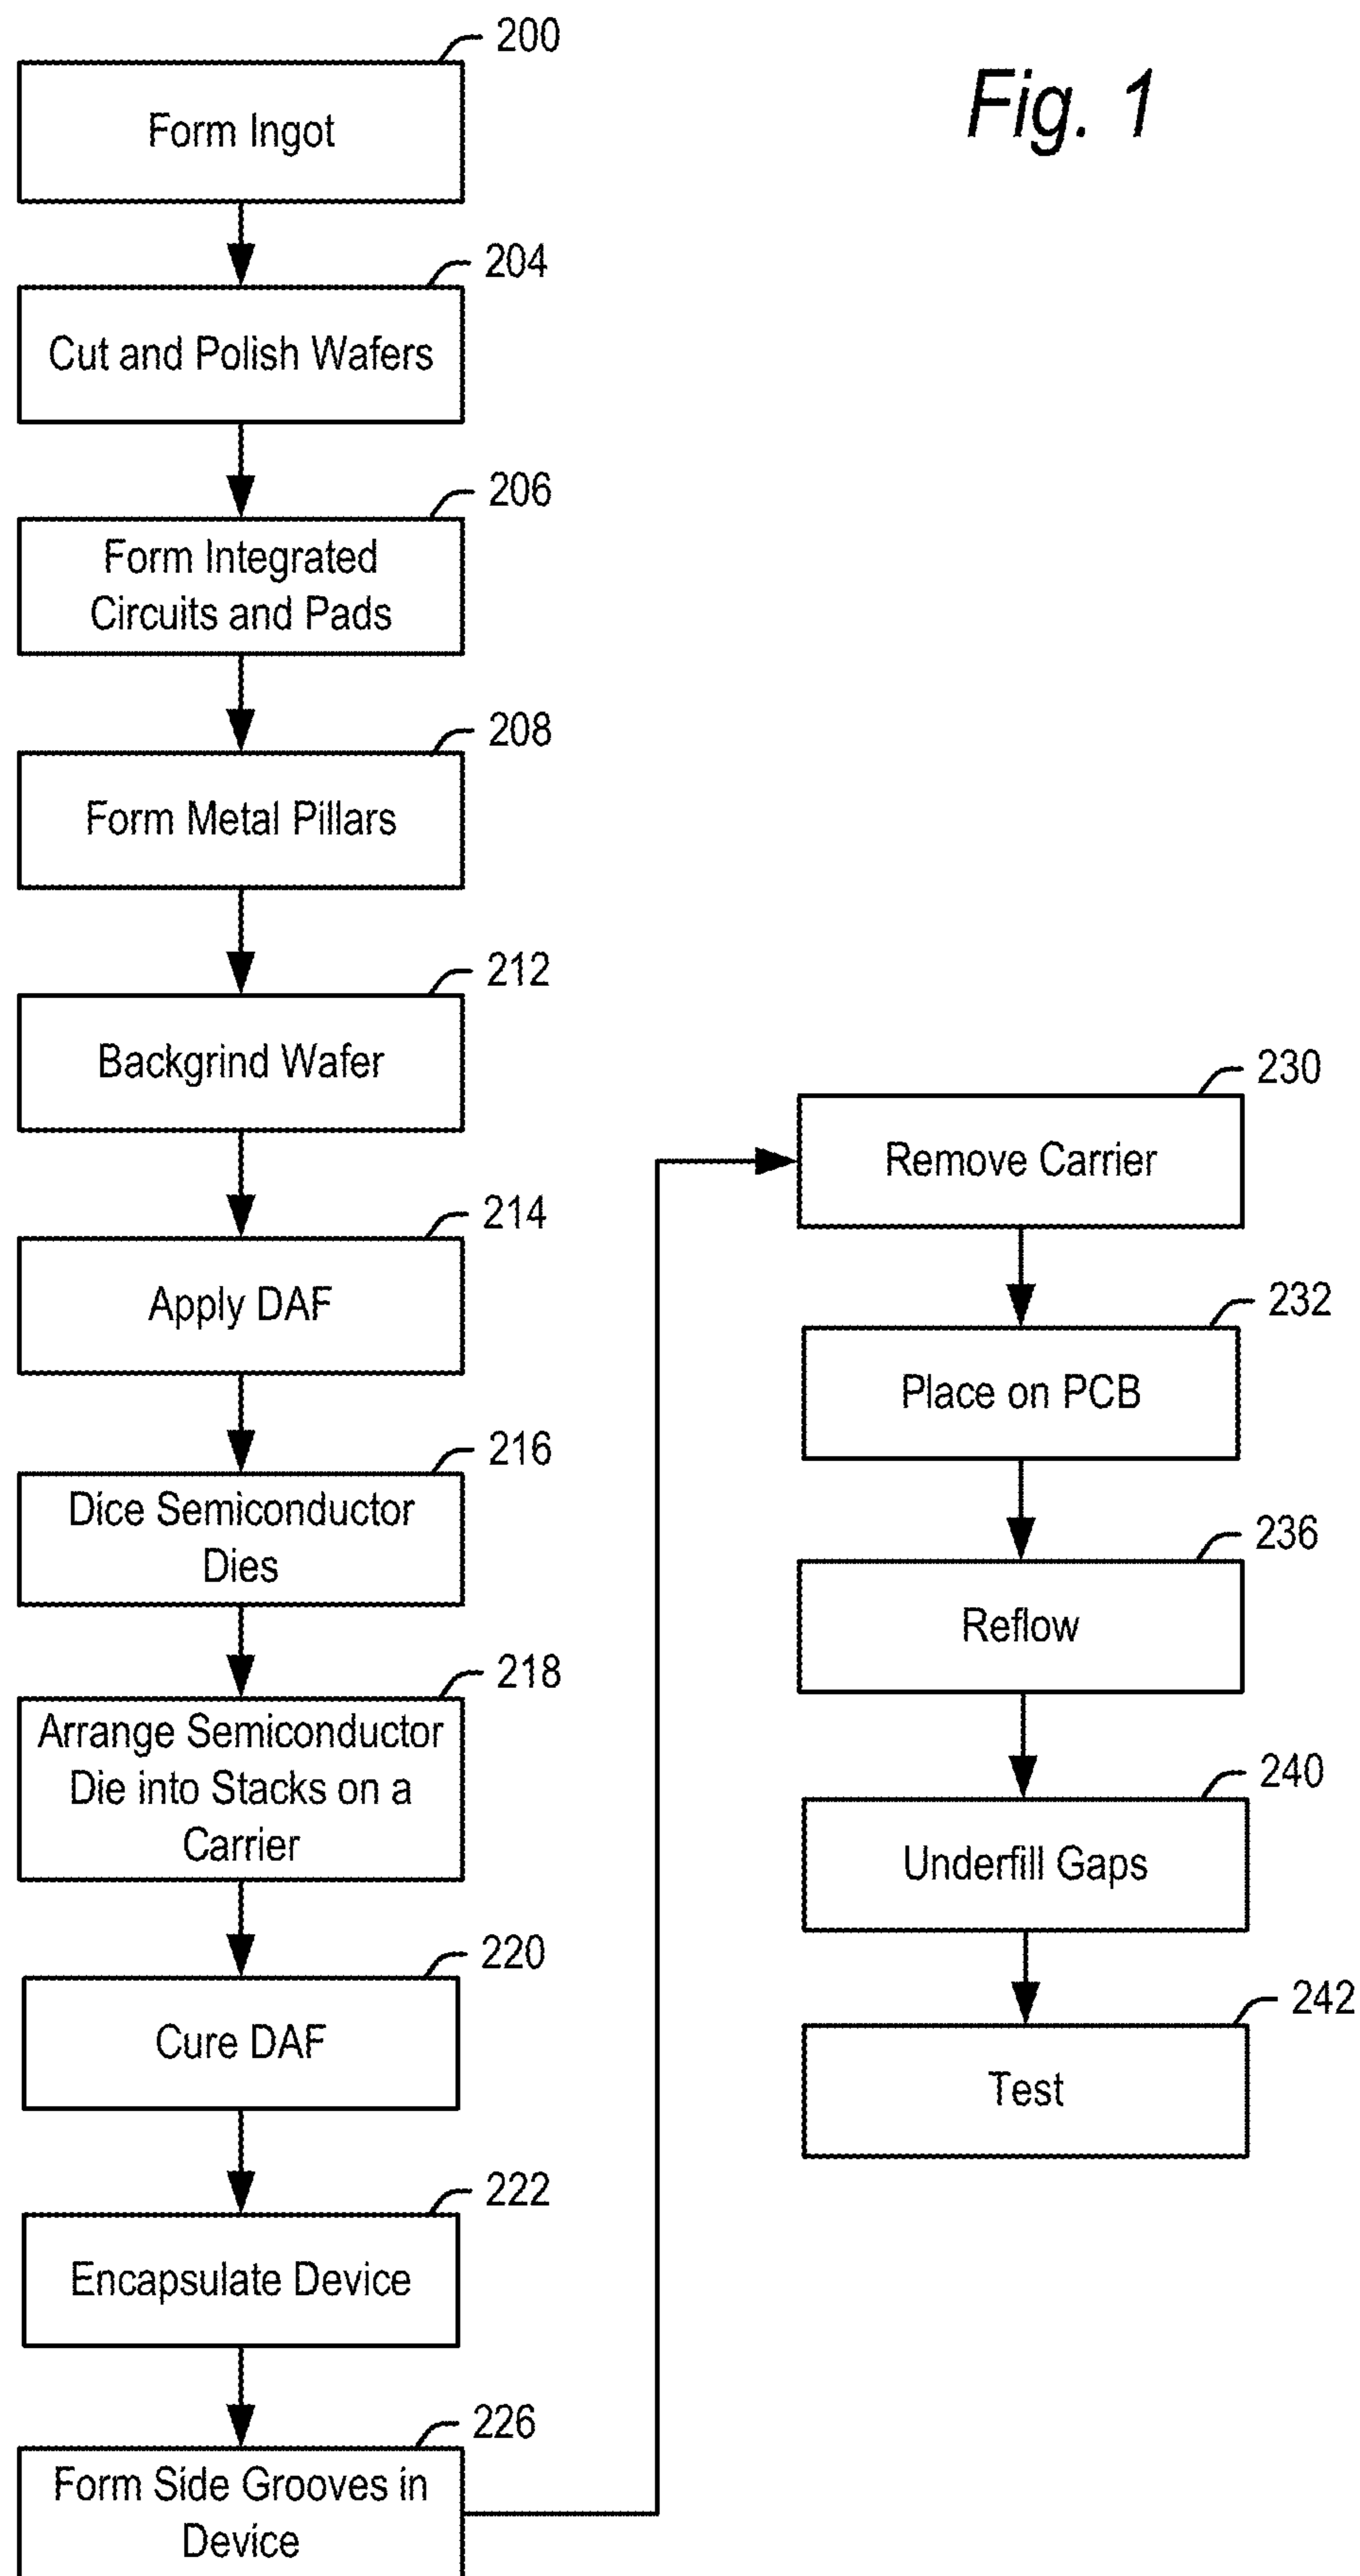 Fig. 1
200
Form Ingot
204
Cut and Polish Wafers
206
Form Integrated
Circuits and Pads
208
Form Metal Pillars
212
Backgrind Wafer
214
Apply DAF
216
Dice Semiconductor
Dies
218
Arrange Semiconductor
Die into Stacks on a
Carrier
220
Cure DAF
222
Encapsulate Device
226
Form Side Grooves in
Device
230
Remove Carrier
232
Place on PCB
236
Reflow
240
Underfill Gaps
242
Test